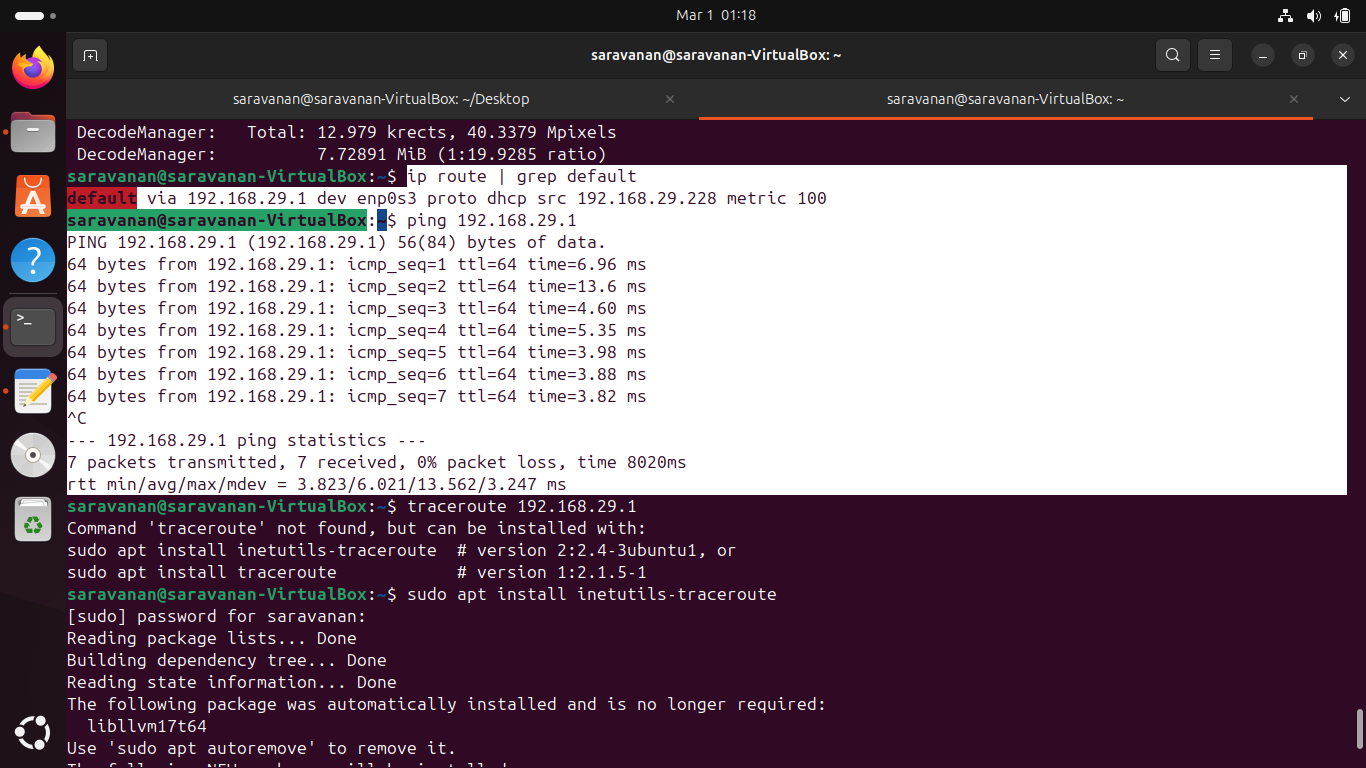 Mar 1 01:18
saravanan@saravanan-VirtualBox: ~
saravanan@saravanan-VirtualBox: ~/Desktop
saravanan@saravanan-VirtualBox: ~
DecodeManager:   Total: 12.979 krects, 40.3379 Mpixels
DecodeManager:          7.72891 MiB (1:19.9285 ratio)
saravanan@saravanan-VirtualBox:~$ ip route | grep default
default via 192.168.29.1 dev enp0s3 proto dhcp src 192.168.29.228 metric 100
saravanan@saravanan-VirtualBox:~$ ping 192.168.29.1
PING 192.168.29.1 (192.168.29.1) 56(84) bytes of data.
64 bytes from 192.168.29.1: icmp_seq=1 ttl=64 time=6.96 ms
64 bytes from 192.168.29.1: icmp_seq=2 ttl=64 time=13.6 ms
64 bytes from 192.168.29.1: icmp_seq=3 ttl=64 time=4.60 ms
64 bytes from 192.168.29.1: icmp_seq=4 ttl=64 time=5.35 ms
64 bytes from 192.168.29.1: icmp_seq=5 ttl=64 time=3.98 ms
64 bytes from 192.168.29.1: icmp_seq=6 ttl=64 time=3.88 ms
64 bytes from 192.168.29.1: icmp_seq=7 ttl=64 time=3.82 ms
^C
--- 192.168.29.1 ping statistics ---
7 packets transmitted, 7 received, 0% packet loss, time 8020ms
rtt min/avg/max/mdev = 3.823/6.021/13.562/3.247 ms
saravanan@saravanan-VirtualBox:~$ traceroute 192.168.29.1
Command 'traceroute' not found, but can be installed with:
sudo apt install inetutils-traceroute  # version 2:2.4-3ubuntu1, or
sudo apt install traceroute            # version 1:2.1.5-1
saravanan@saravanan-VirtualBox:~$ sudo apt install inetutils-traceroute
[sudo] password for saravanan:
Reading package lists... Done
Building dependency tree... Done
Reading state information... Done
The following package was automatically installed and is no longer required:
  libllvm17t64
Use 'sudo apt autoremove' to remove it.